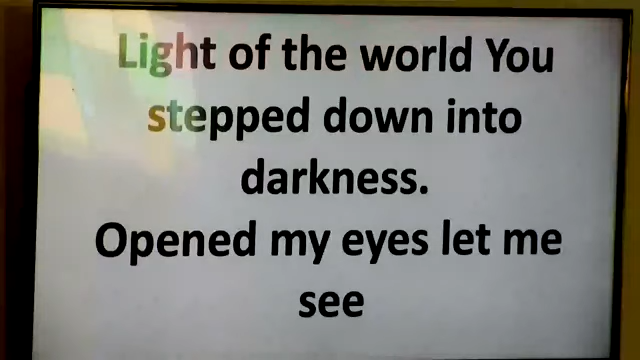 Light of the world You
stepped down into
darkness.
Opened my eyes let me
see